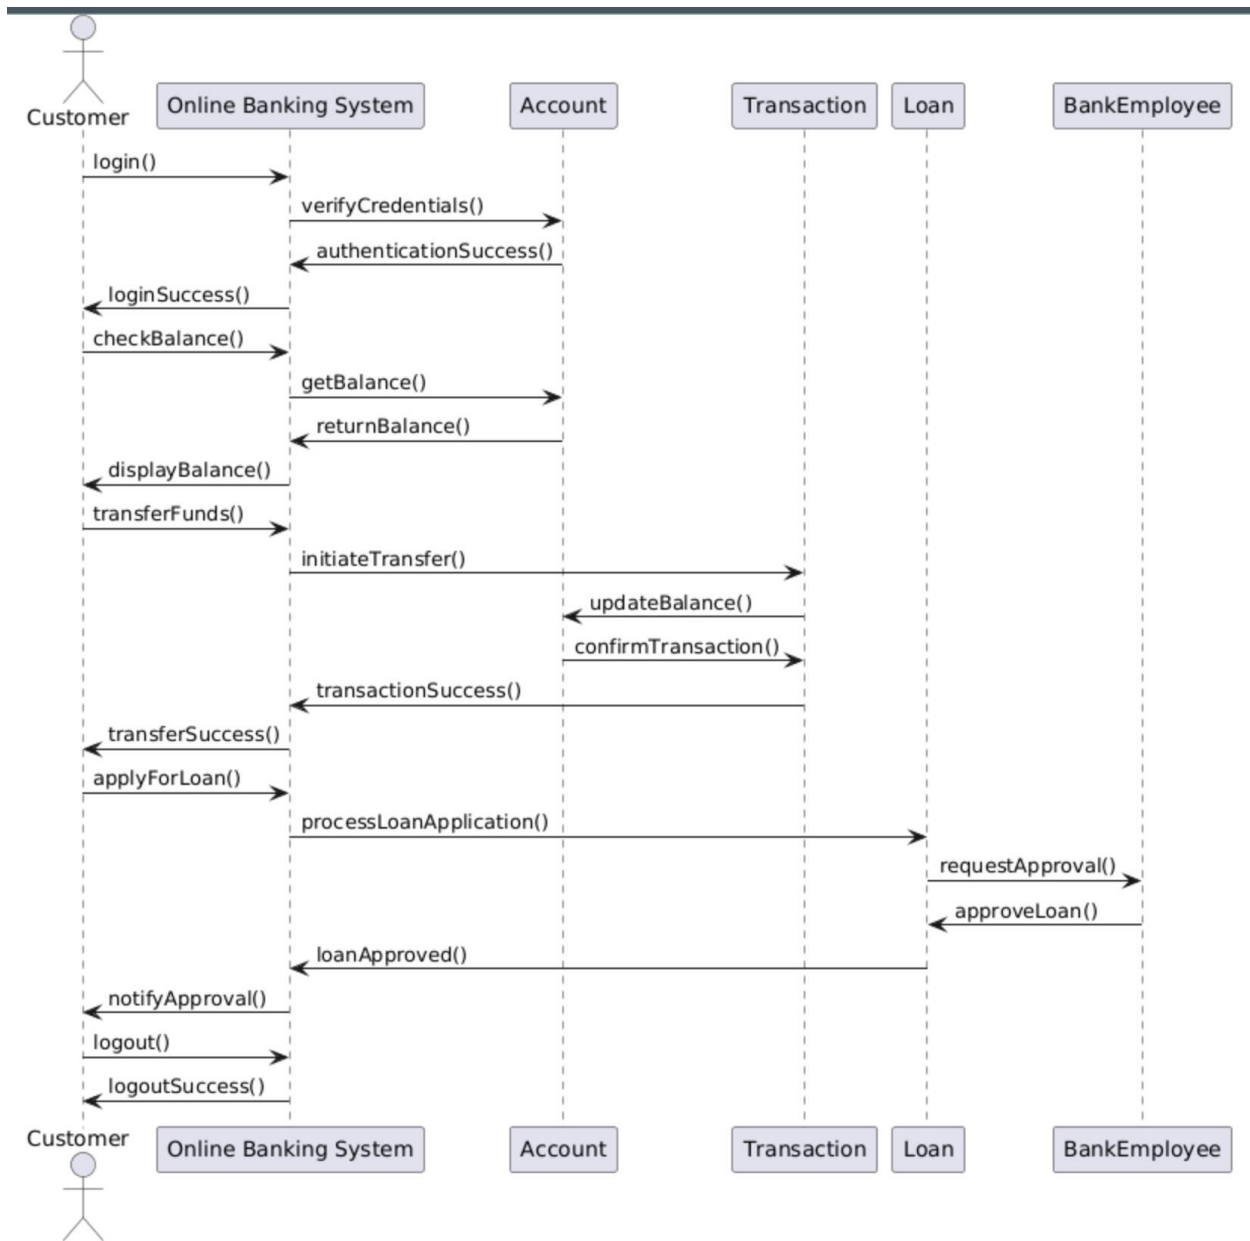 Customer
Online Banking System
Account
Transaction
Loan
BankEmployee
login()
verifyCredentials()
authenticationSuccess()
loginSuccess()
checkBalance()
getBalance()
returnBalance()
displayBalance()
transferFunds()
initiateTransfer()
updateBalance()
confirmTransaction()
transactionSuccess()
transferSuccess()
applyForLoan()
processLoanApplication()
requestApproval()
approveLoan()
loanApproved()
notifyApproval()
logout()
logoutSuccess()
Customer
Online Banking System
Account
Transaction
Loan
BankEmployee